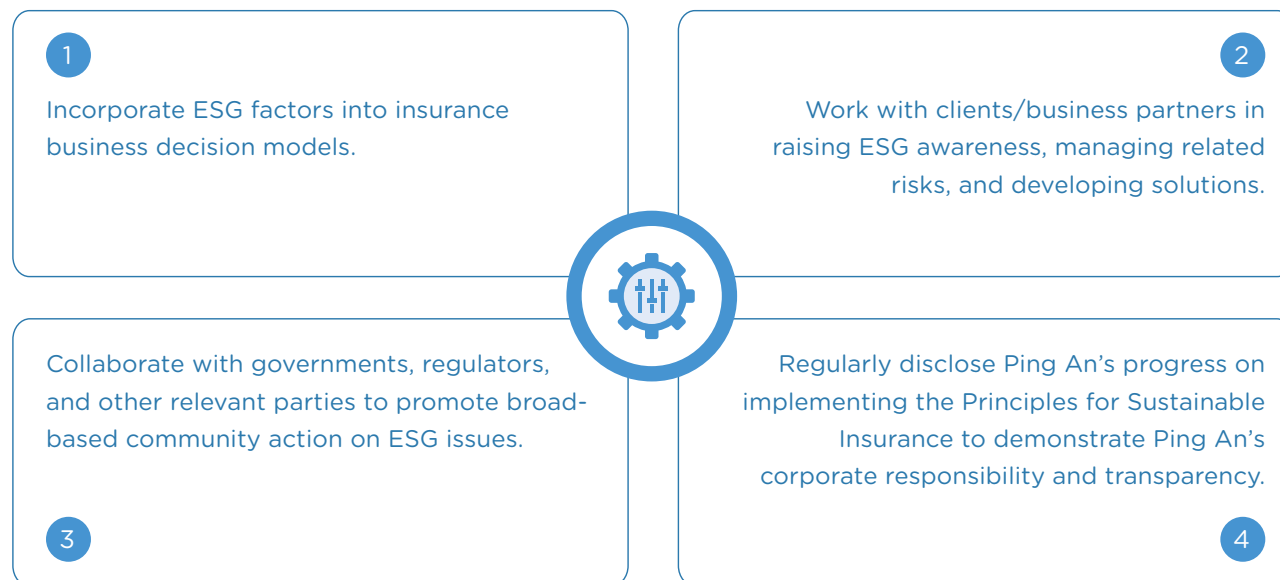 1
Incorporate ESG factors into insurance
business decision models.
2
Work with clients/business partners in
raising ESG awareness, managing related
risks, and developing solutions.
Collaborate with governments, regulators,
and other relevant parties to promote broad-
based community action on ESG issues.
3
Regularly disclose Ping An’s progress on
implementing the Principles for Sustainable
Insurance to demonstrate Ping An’s
corporate responsibility and transparency.
4